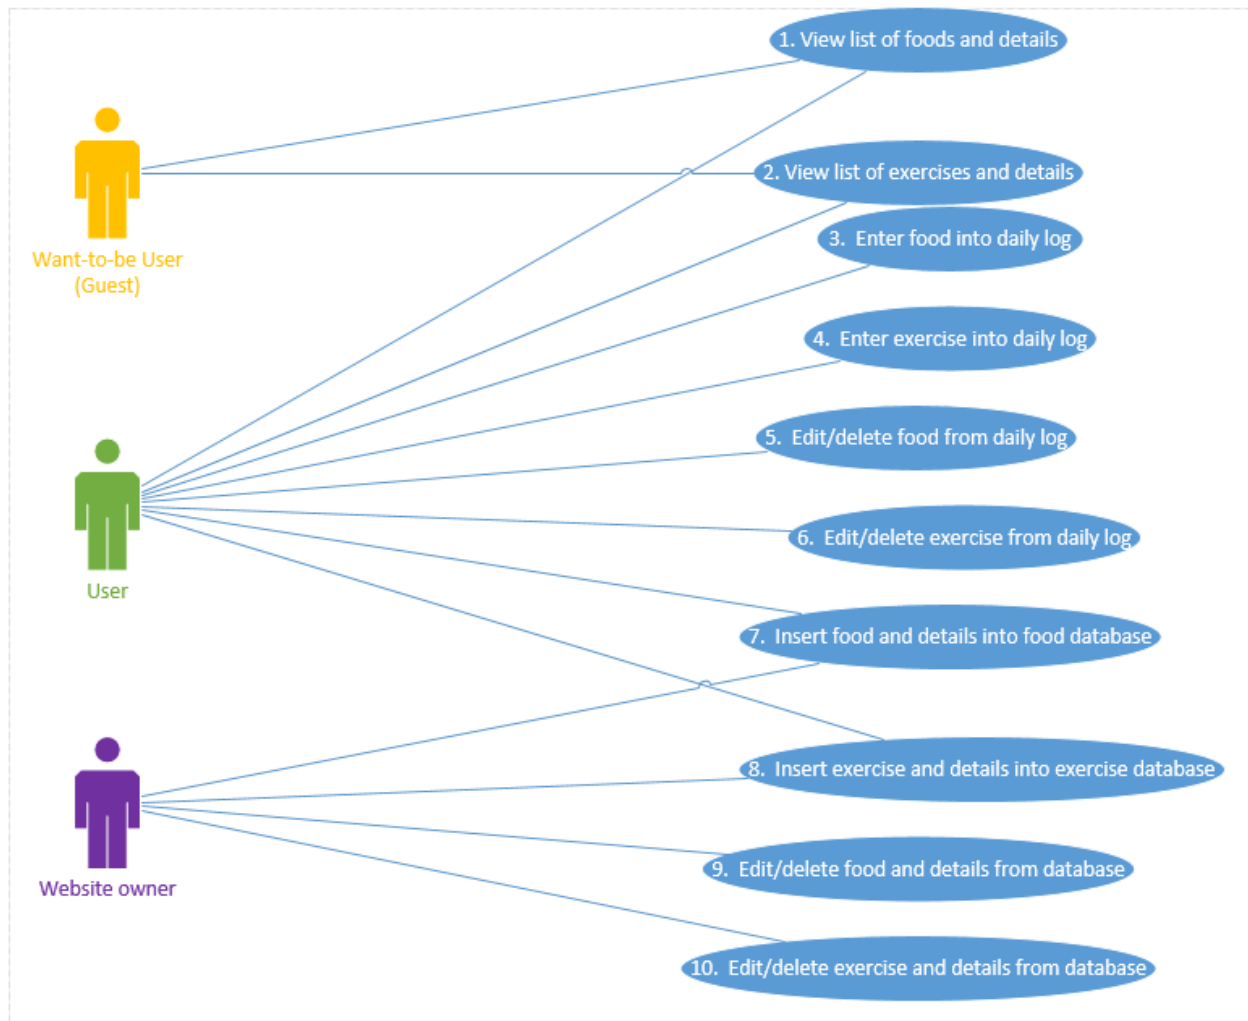 1. View list of foods and details
2. View list of exercises and details
3.  Enter food into daily log
Want-to-be User
(Guest)
4.  Enter exercise into daily log
5.  Edit/delete food from daily log
6.  Edit/delete exercise from daily log
User
7.  Insert food and details into food database
8.  Insert exercise and details into exercise database
9.  Edit/delete food and details from database
Website owner
10.  Edit/delete exercise and details from database